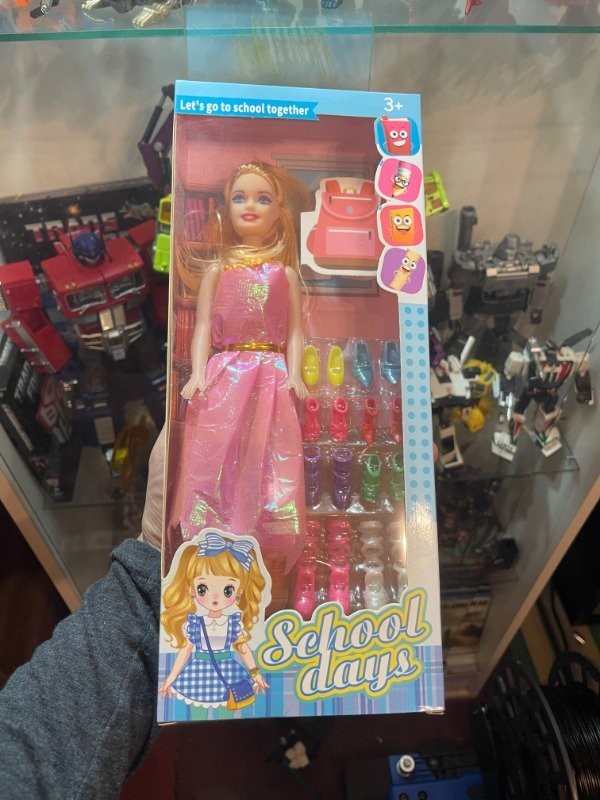 Let's go to school together
3+
School
days